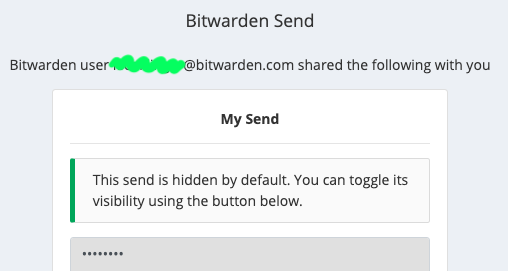 Bitwarden Send
Bitwarden user @bitwarden.com shared the following with you
My Send
This send is hidden by default. You can toggle its
visibility using the button below.
••••••••